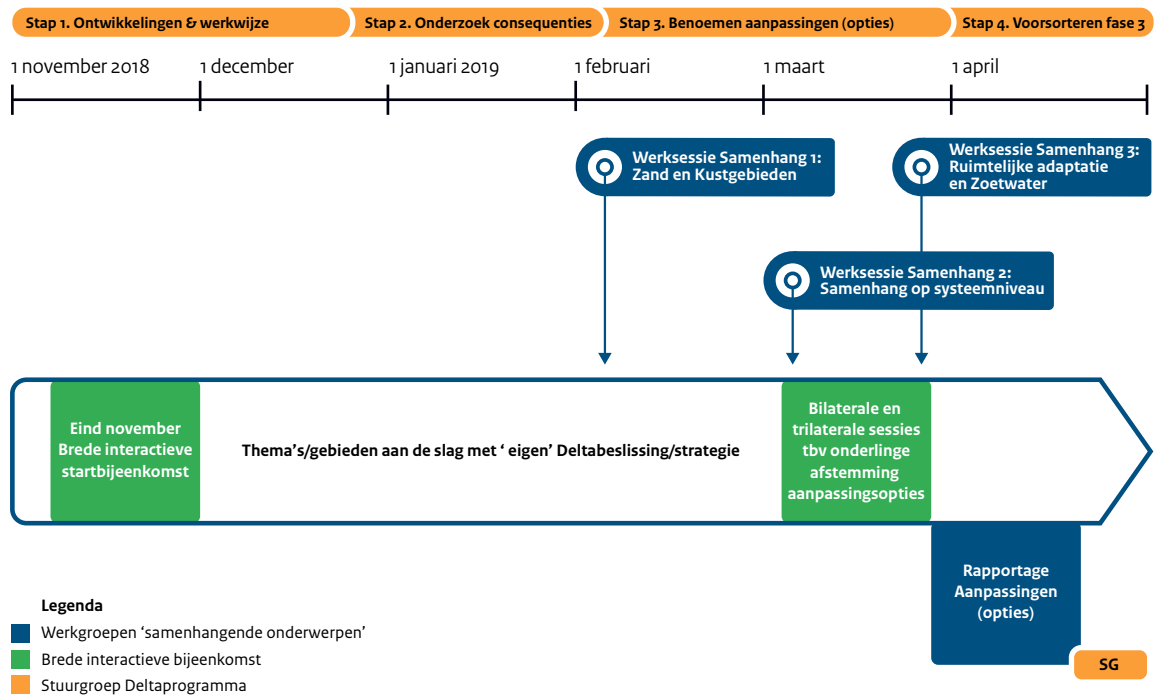 Stap 1. Ontwikkelingen & werkwijze
Stap 2. Onderzoek consequenties
Stap 3. Benoemen aanpassingen (opties)
Stap 4. Voorsorteren fase 3
1 november 2018
1 december
1 januari 2019
1 februari
1 maart
1 april
Werksessie Samenhang 1:
Zand en Kustgebieden
Werksessie Samenhang 3:
Ruimtelijke adaptatie
en Zoetwater
Werksessie Samenhang 2:
Samenhang op systeemniveau
Eind november
Brede interactieve
startbijeenkomst
Thema's/gebieden aan de slag met ‘ eigen’ Deltabeslissing/strategie
Bilaterale en
trilaterale sessies
tbv onderlinge
afstemming
aanpassingsopties
Rapportage
Aanpassingen
(opties)
SG
Legenda
Werkgroepen ‘samenhangende onderwerpen’
Brede interactieve bijeenkomst
Stuurgroep Deltaprogramma